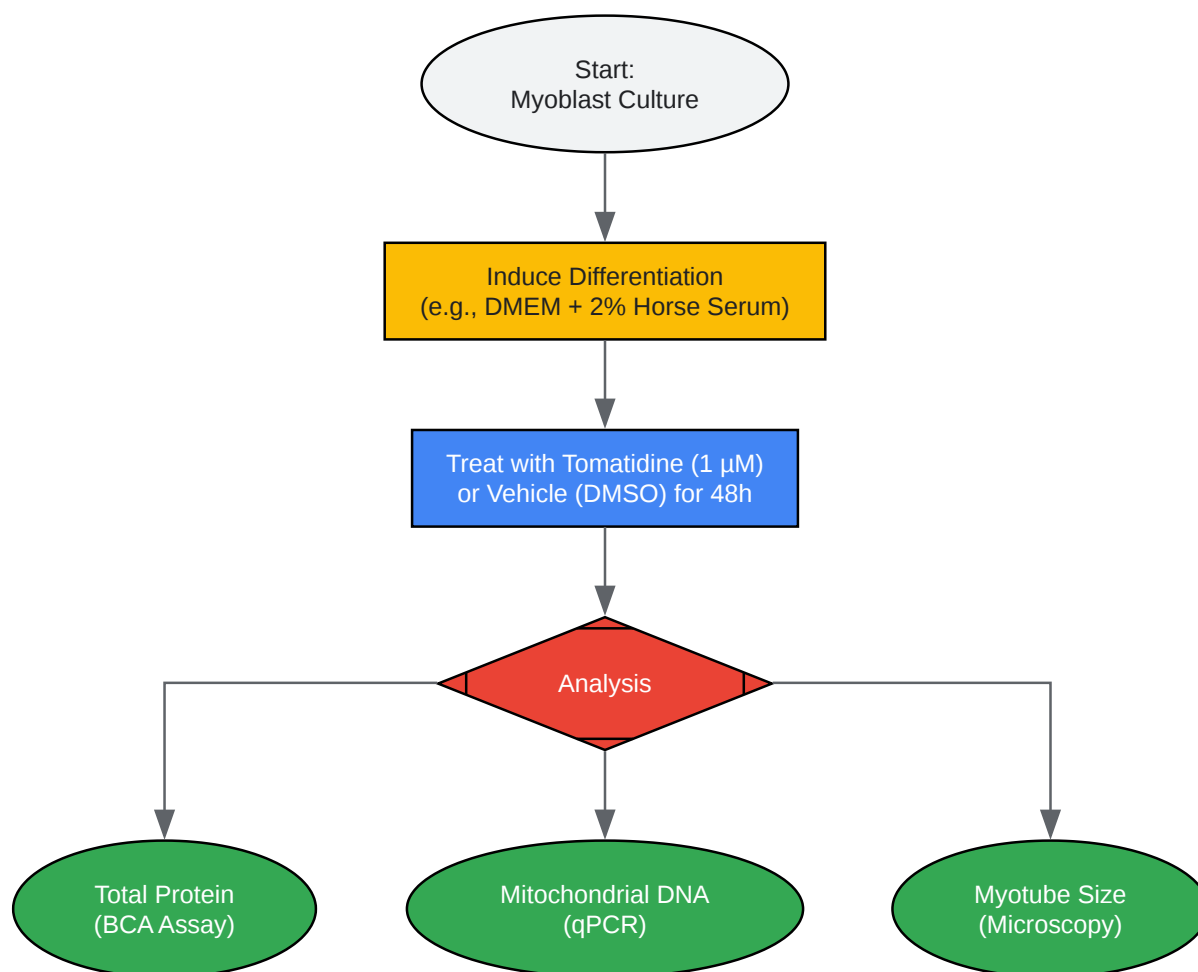 Start:
Myoblast Culture
Induce Differentiation
(e.g., DMEM + 2% Horse Serum)
Treat with Tomatidine (1 µM)
or Vehicle (DMSO) for 48h
Analysis
Total Protein
(BCA Assay)
Mitochondrial DNA
(qPCR)
Myotube Size
(Microscopy)